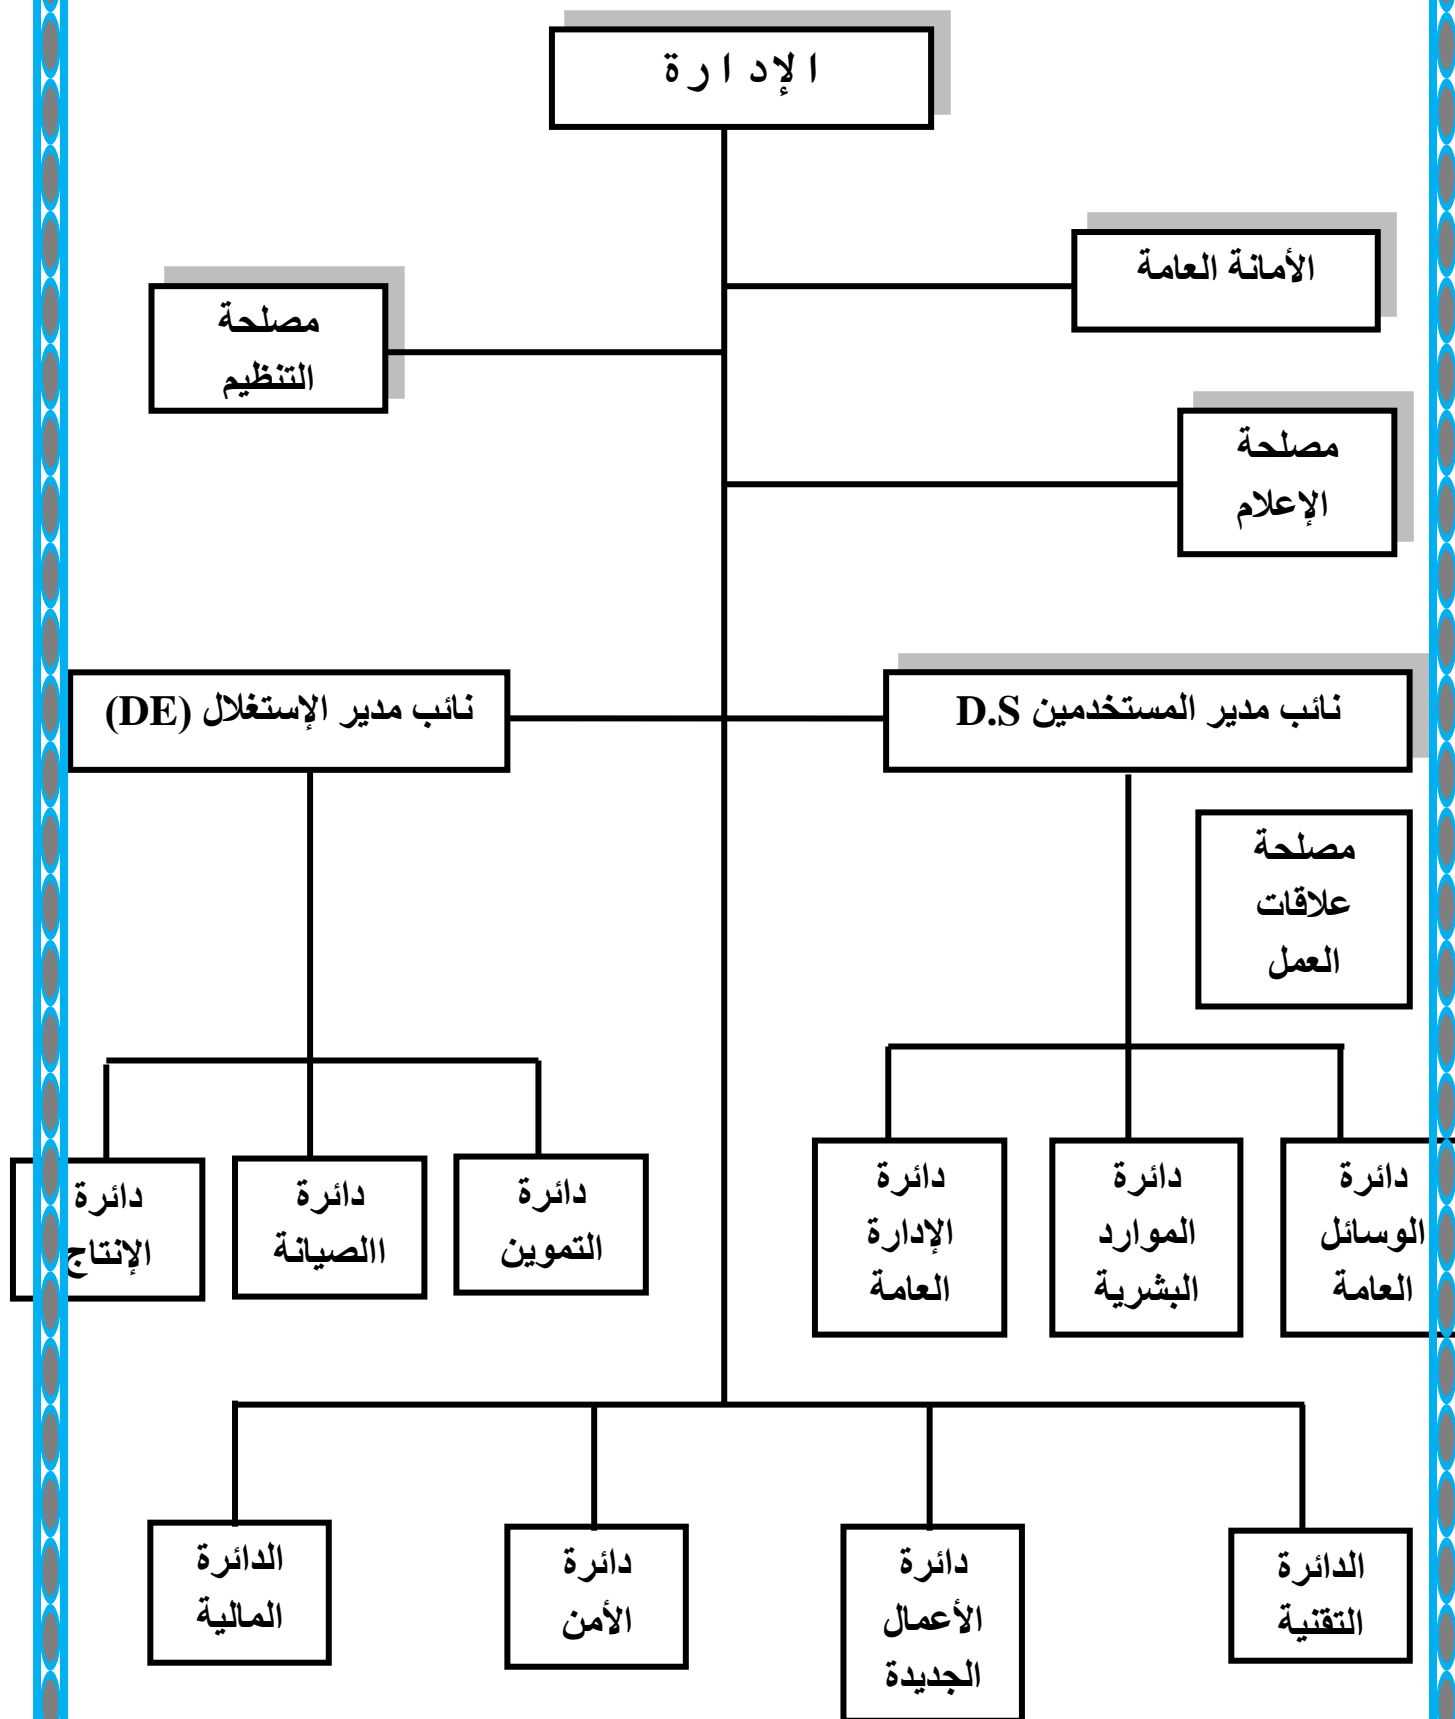 الإدارة
الأمانة العامة
مصلحة
التنظيم
مصلحة
الإعلام
نائب مدير المستخدمين D.S
نائب مدير الإستغلال (DE)
مصلحة
علاقات
العمل
دائرة
الوسائل
العامة
دائرة
الموارد
البشرية
دائرة
الإدارة
العامة
دائرة
التموين
دائرة
االصيانة
دائرة
الإنتاج
الدائرة
التقنية
دائرة
الأعمال
الجديدة
دائرة
الأمن
الدائرة
المالية